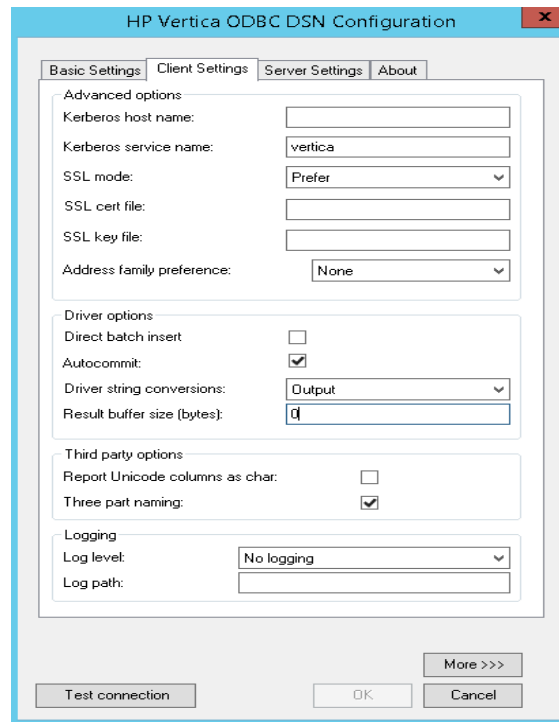 HP Vertica ODBC DSN Configuration
x
Basic Settings Client Settings Server Settings About
Advanced options
Kerberos host name:
Kerberos service name: vertica
SSL mode: Prefer
SSL cert file:
SSL key file:
Address family preference: None
Driver options
Direct batch insert
Autocommit:
Driver string conversions: Output
Result buffer size (bytes): 0
Third party options
Report Unicode columns as char:
Three part naming:
Logging
Log level: No logging
Log path:
More >>>
Test connection OK Cancel